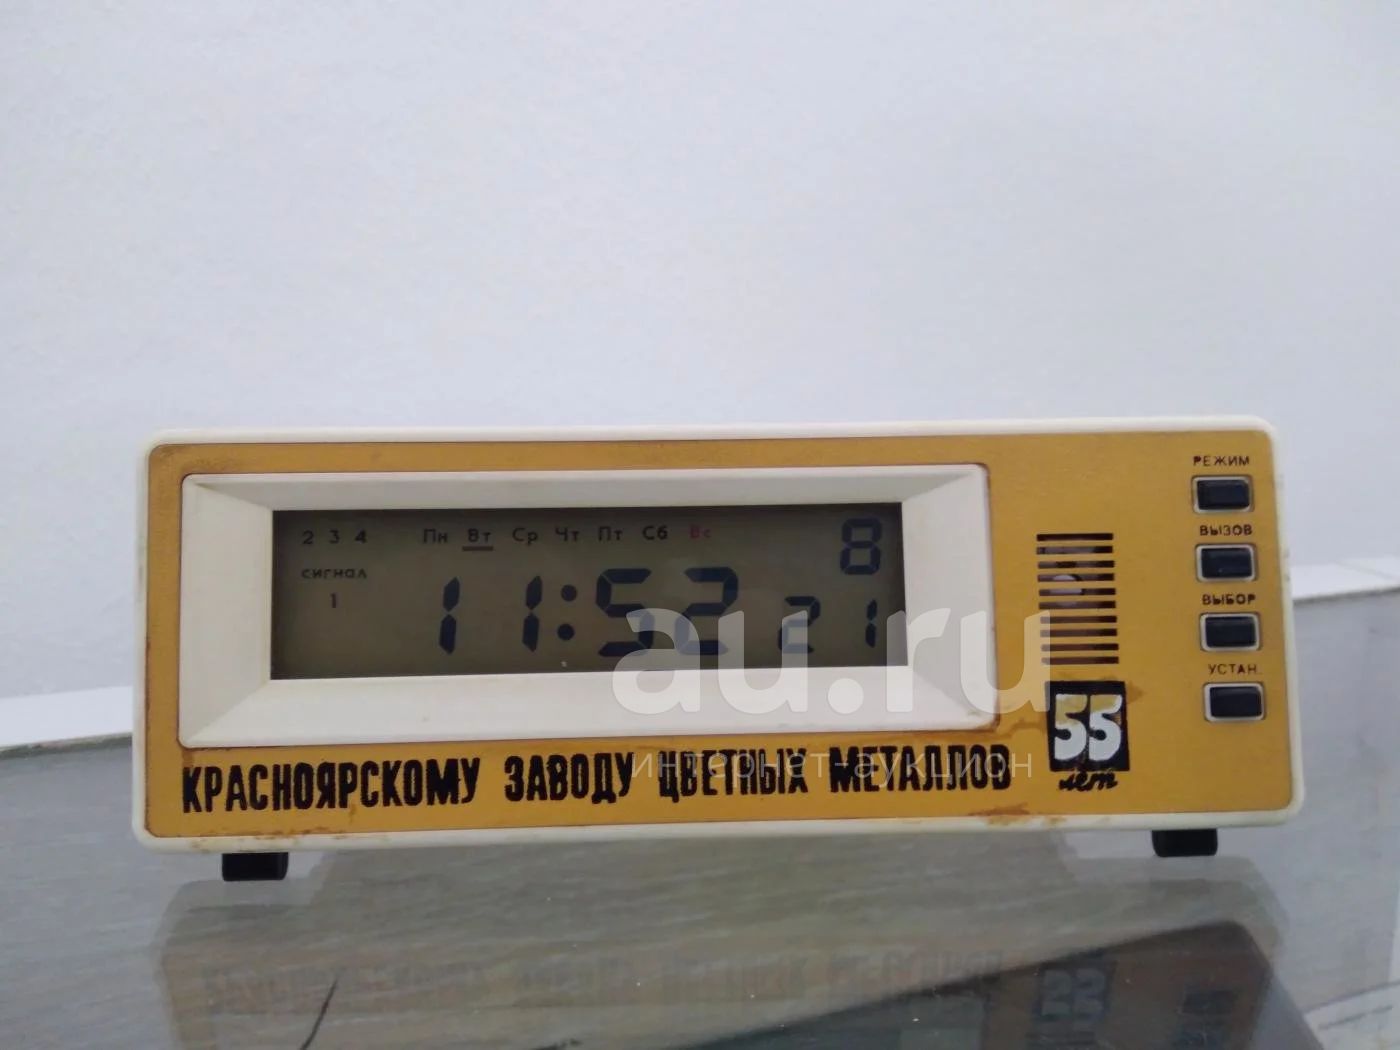 РЕЖИМ
ВЫЗОВ
ВЫБОР
УСТАН.
2 3 4 Пн Вт Ср Чт Пт Сб Вс 8
сигнал
1 11:52 21
55
лет
КРАСНОЯРСКОМУ ЗАВОДУ ЦВЕТНЫХ МЕТАЛЛОВ
au.ru
интернет-аукцион